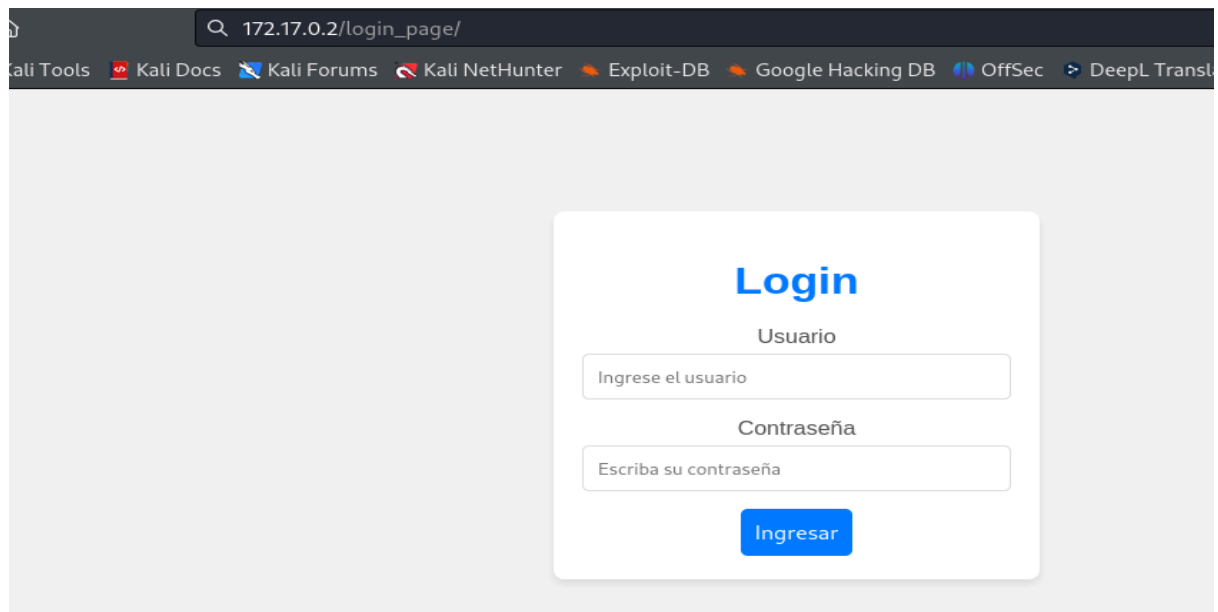 172.17.0.2/login_page/
Kali Tools Kali Docs Kali Forums Kali NetHunter Exploit-DB Google Hacking DB OffSec DeepL
Login
Usuario
Ingrese el usuario
Contraseña
Escriba su contraseña
Ingresar